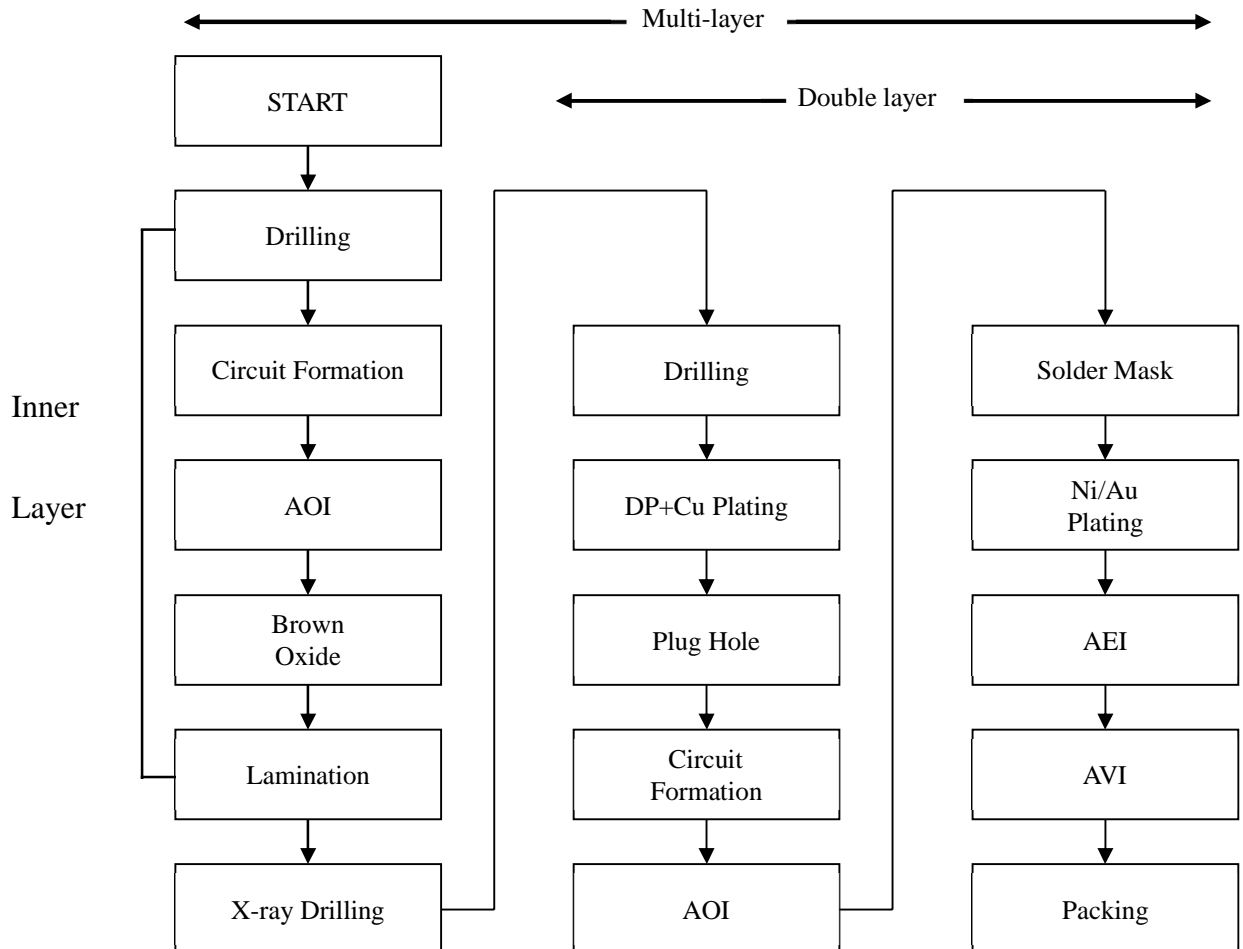 Multi-layer
Double layer
START
Drilling
Circuit Formation
AOI
Brown
Oxide
Lamination
X-ray Drilling
Inner
Layer
Drilling
DP+Cu Plating
Plug Hole
Circuit
Formation
AOI
Solder Mask
Ni/Au
Plating
AEI
AVI
Packing